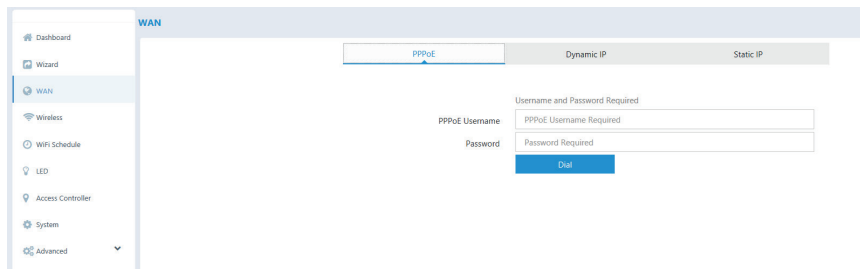 WAN
Dashboard
Wizard
WAN
Wireless
WiFi Schedule
LED
Access Controller
System
Advanced
PPPoE Dynamic IP Static IP
Username and Password Required
PPPoE Username PPPoE Username Required
Password Password Required
Dial